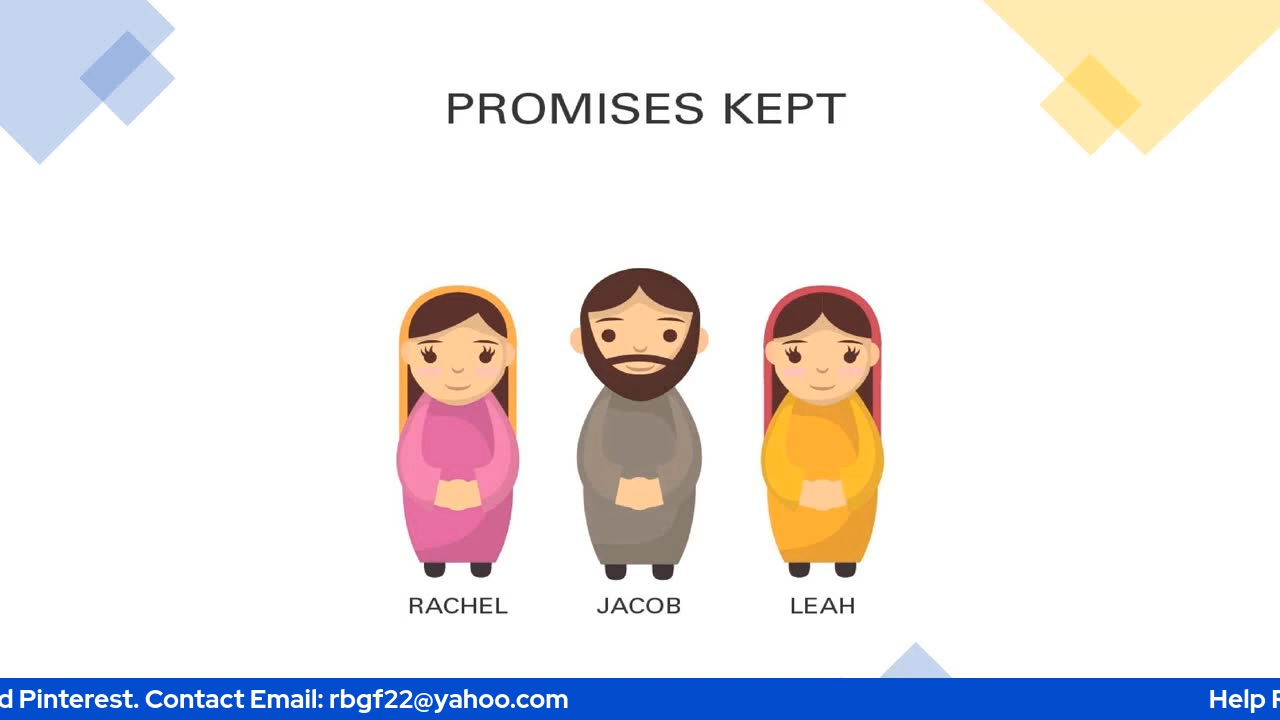 PROMISES KEPT
RACHEL
JACOB
LEAH
d Pinterest. Contact Email: rbgf22@yahoo.com
Help